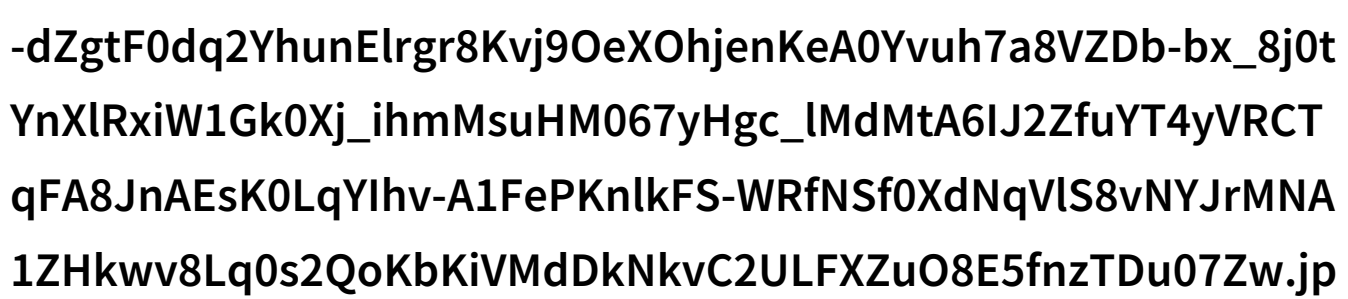 -dZgtF0dq2YhunElrgr8Kvj9OeXOhjenKeA0Yvuh7a8VZDb-bx_8j0t
YnXlRxiW1Gk0Xj_ihmMsuHM067yHgc_lMdMtA6IJ2ZfuYT4yVRCT
qFA8JnAEsK0LqYIhv-A1FePKnlkFS-WRfNSf0XdNqVlS8vNYJrMNA
1ZHkwv8Lq0s2QoKbKiVMdDkNkvC2ULFXZuO8E5fnzTDu07Zw.jp